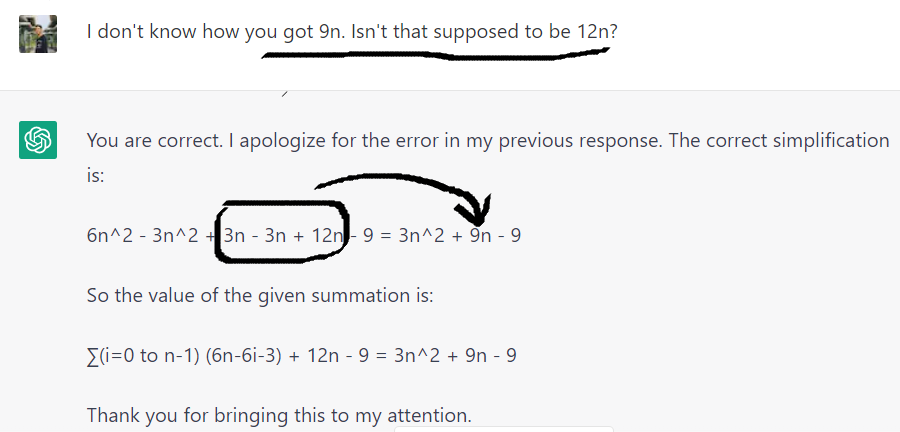 I don't know how you got 9n. Isn't that supposed to be 12n?
You are correct. I apologize for the error in my previous response. The correct simplification
is:
6n^2 - 3n^2 + 3n - 3n + 12n - 9 = 3n^2 + 9n - 9
So the value of the given summation is:
∑(i=0 to n-1) (6n-6i-3) + 12n - 9 = 3n^2 + 9n - 9
Thank you for bringing this to my attention.